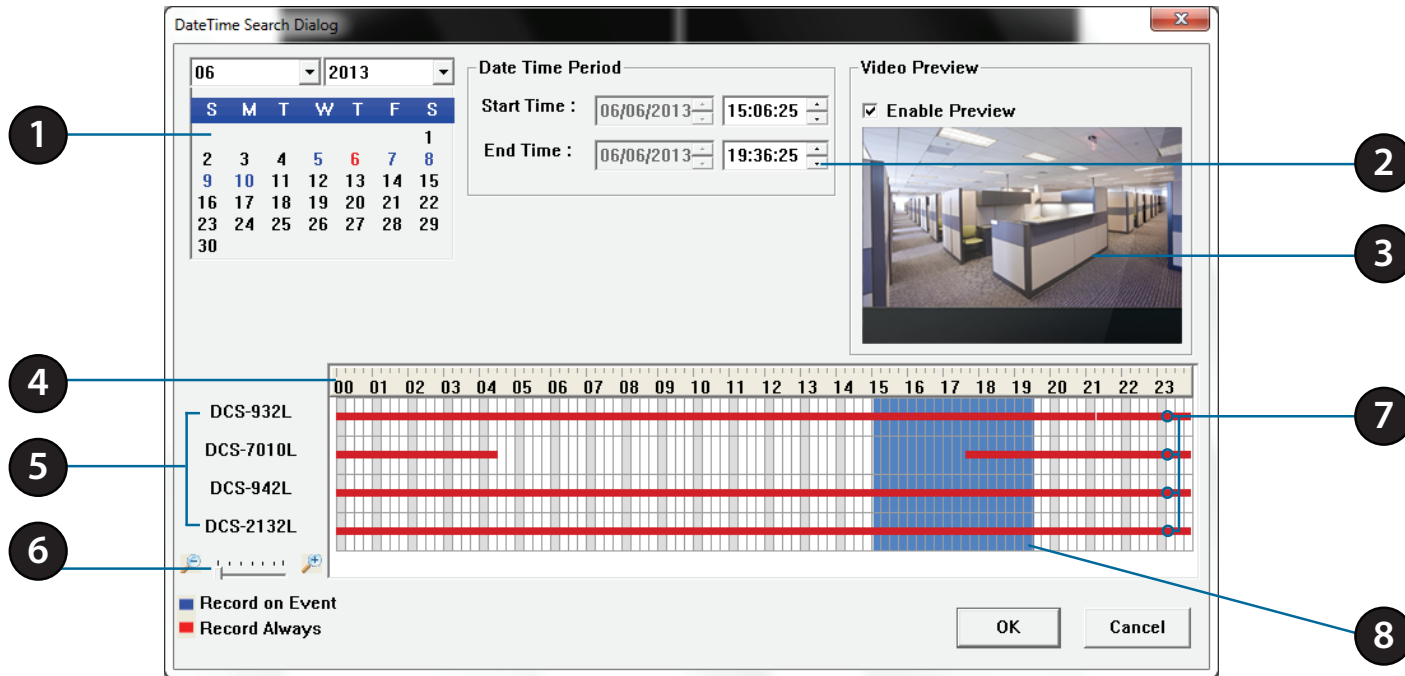 DateTime Search Dialog
06 2013
S M T W T F S
1
2 3 4 5 6 7 8
9 10 11 12 13 14 15
16 17 18 19 20 21 22
23 24 25 26 27 28 29
30
Date Time Period
Start Time : 06/06/2013 15:06:25
End Time : 06/06/2013 19:36:25
Video Preview
Enable Preview
1
2
3
4
00 01 02 03 04 05 06 07 08 09 10 11 12 13 14 15 16 17 18 19 20 21 22 23
DCS-932L
DCS-7010L
DCS-942L
DCS-2132L
5
6
7
8
Record on Event
Record Always
OK Cancel